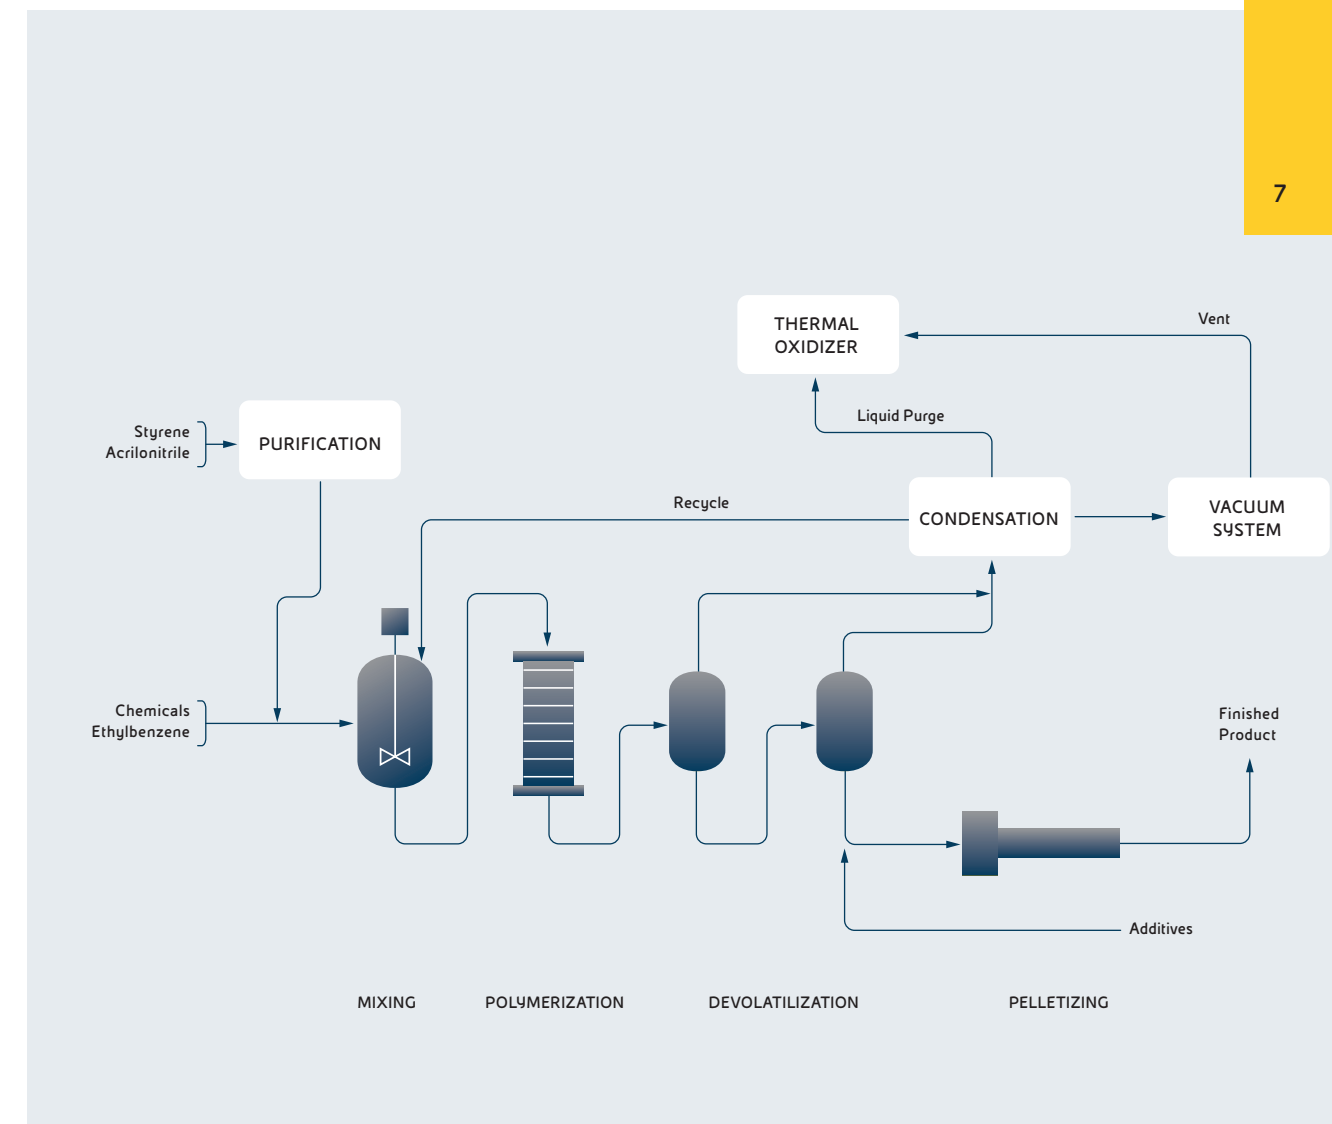 7
THERMAL
OXIDIZER
Vent
Liquid Purge
Styrene
Acrilonitrile
PURIFICATION
Recycle
CONDENSATION
VACUUM
SYSTEM
Chemicals
Ethylbenzene
Finished
Product
Additives
MIXING
POLYMERIZATION
DEVOLATILIZATION
PELLETIZING